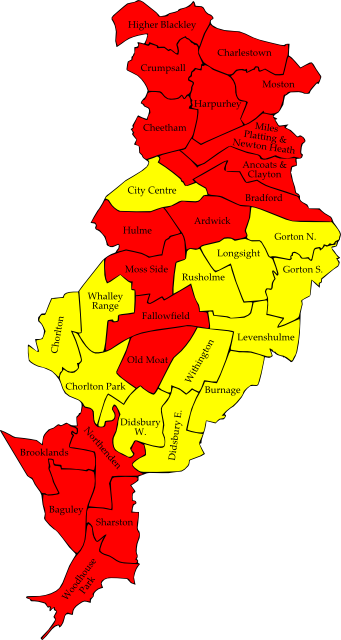 Higher Blackley
Charlestown
Crumpsall
Moston
Harpurhey
Cheetham
Miles
Platting &
Newton Heath
Ancoats &
Clayton
City Centre
Bradford
Ardwick
Hulme
Gorton N.
Longsight
Moss Side
Gorton S.
Rusholme
Whalley
Range
Fallowfield
Chorlton
Levenshulme
Withington
Old Moat
Chorlton Park
Burnage
Didsbury
W.
Didsbury E.
Northenden
Brooklands
Baguley
Sharston
Woodhouse
Park